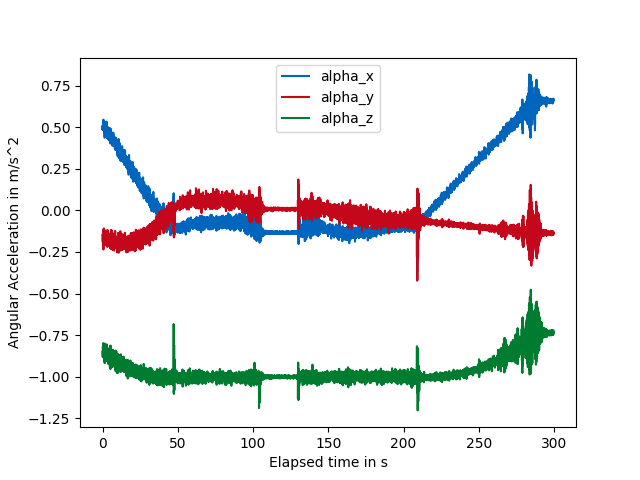 alpha_x
alpha_y
alpha_z
0.75
0.50
0.25
0.00
−0.25
−0.50
−0.75
−1.00
−1.25
Angular Acceleration in m/s^2
0 50 100 150 200 250 300
Elapsed time in s